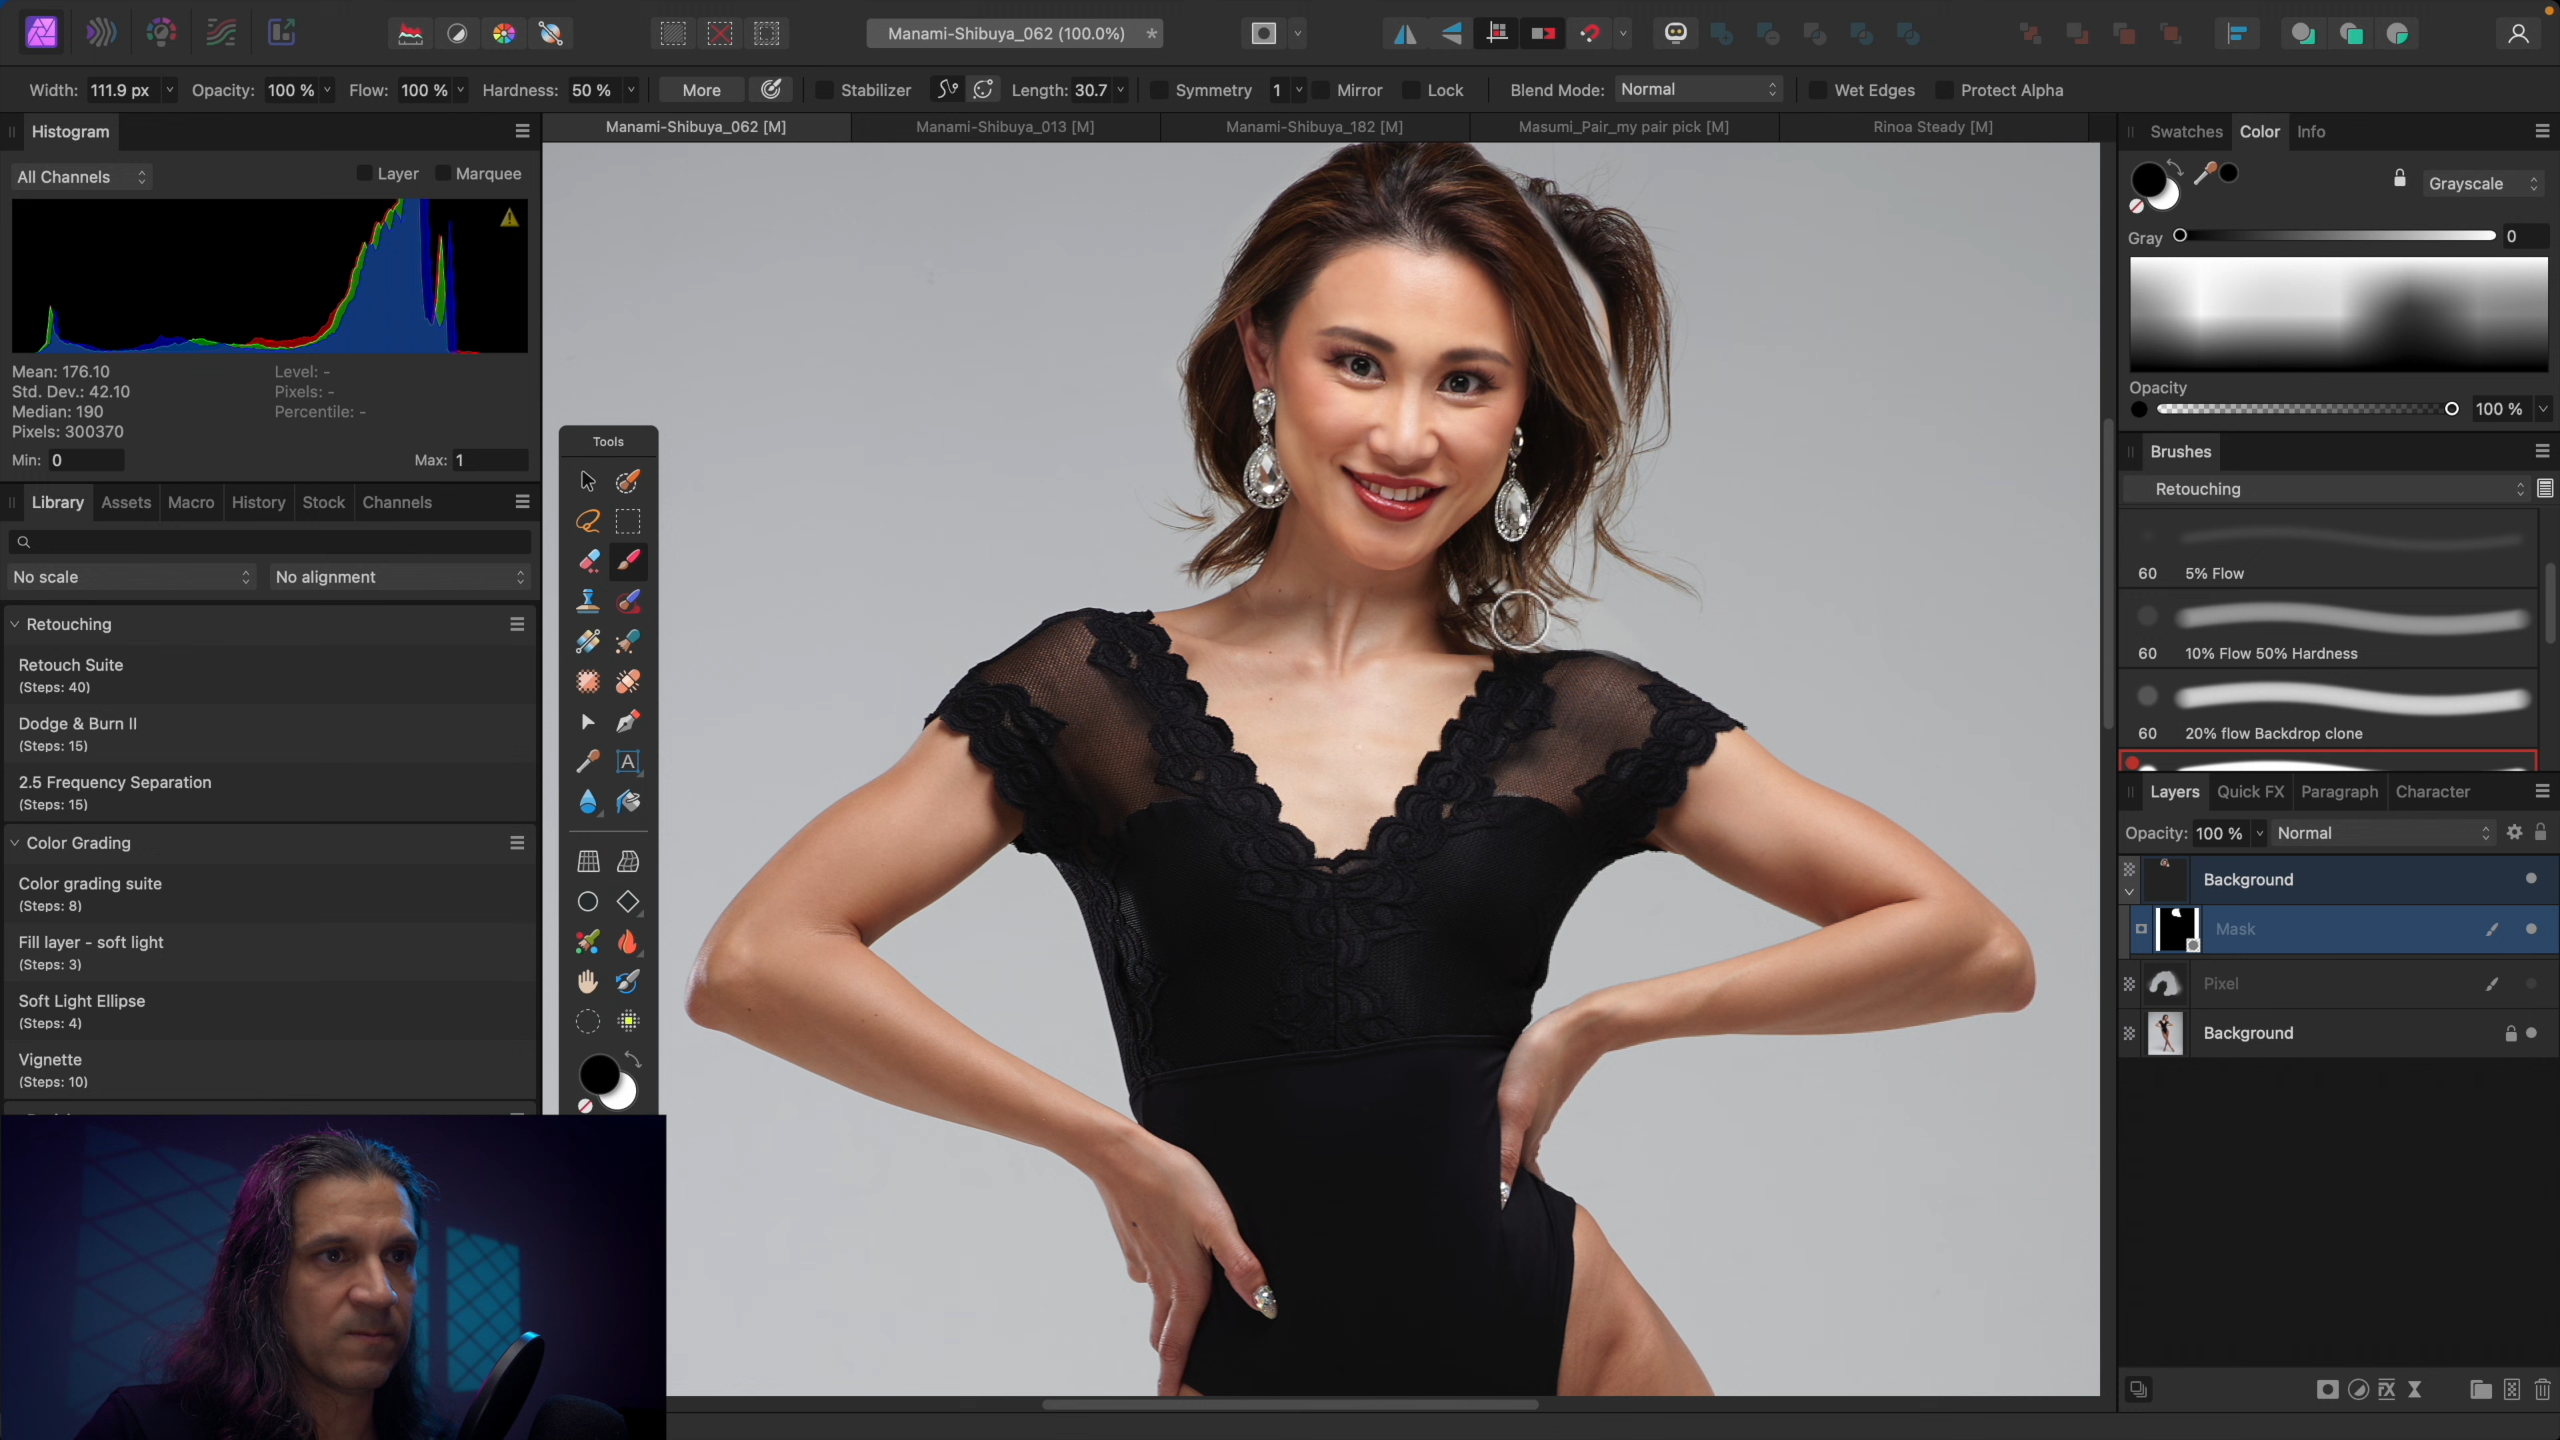 Manami-Shibuya_062 (100.0%) *
Width: 111.9 px Opacity: 100 % Flow: 100 % Hardness: 50 % More Stabilizer Length: 30.7 Symmetry 1 Mirror Lock Blend Mode: Normal Wet Edges Protect Alpha
Histogram
Manami-Shibuya_062 [M] Manami-Shibuya_013 [M] Manami-Shibuya_182 [M] Masumi_Pair_my pair pick [M] Rinoa Steady [M]
All Channels Layer Marquee
Mean: 176.10 Level: -
Std. Dev.: 42.10 Pixels: -
Median: 190 Percentile: -
Pixels: 300370
Min: 0 Max: 1
Library Assets Macro History Stock Channels
No scale No alignment
Retouching
Retouch Suite
(Steps: 40)
Dodge & Burn II
(Steps: 15)
2.5 Frequency Separation
(Steps: 15)
Color Grading
Color grading suite
(Steps: 8)
Fill layer - soft light
(Steps: 3)
Soft Light Ellipse
(Steps: 4)
Vignette
(Steps: 10)
Tools
A
Swatches Color Info
Grayscale
Gray 0
Opacity
100 %
Brushes
Retouching
60 5% Flow
60 10% Flow 50% Hardness
60 20% flow Backdrop clone
Layers Quick FX Paragraph Character
Opacity: 100 % Normal
Background
Mask
Pixel
Background